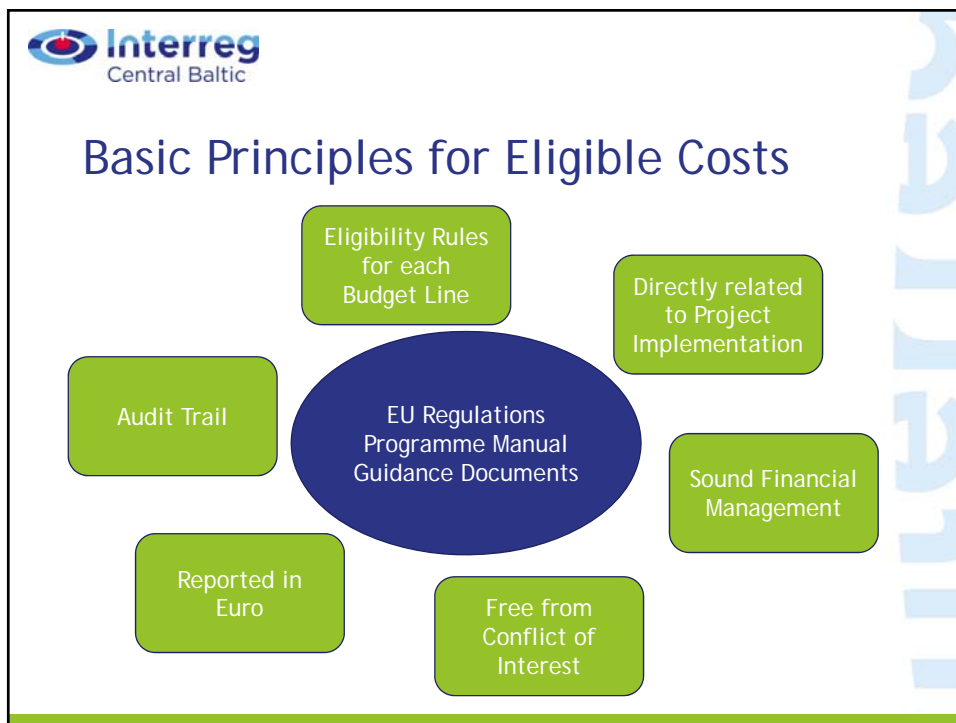 Interreg
Central Baltic
Basic Principles for Eligible Costs
Eligibility Rules
for each
Budget Line
Directly related
to Project
Implementation
Audit Trail
EU Regulations
Programme Manual
Guidance Documents
Sound Financial
Management
Reported in
Euro
Free from
Conflict of
Interest
Interreg